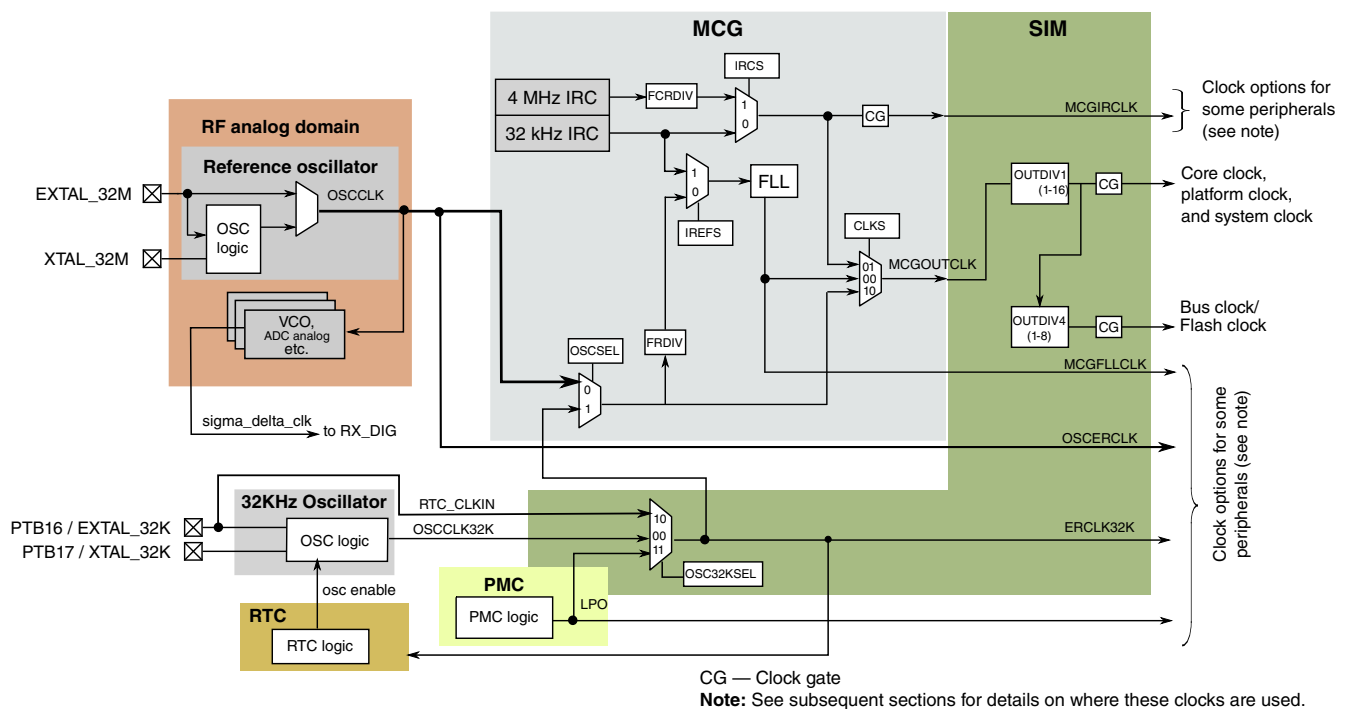 MCG
SIM
IRCS
4 MHz IRC
FCRDIV
1
0
32 kHz IRC
CG
MCGIRCLK
Clock options for
some peripherals
(see note)
RF analog domain
Reference oscillator
EXTAL_32M
OSCCLK
OSC
logic
XTAL_32M
VCO,
ADC analog
etc.
sigma_delta_clk
to RX_DIG
1
0
IREFS
FLL
CLKS
01
00
10
MCGOUTCLK
OUTDIV1
(1-16)
CG
Core clock,
platform clock,
and system clock
OUTDIV4
(1-8)
CG
Bus clock/
Flash clock
OSCSEL
0
1
FRDIV
MCGFLLCLK
OSCERCLK
Clock options for some
peripherals (see note)
32KHz Oscillator
PTB16 / EXTAL_32K
PTB17 / XTAL_32K
OSC logic
RTC_CLKIN
OSCCLK32K
10
00
11
OSC32KSEL
ERCLK32K
osc enable
RTC
RTC logic
PMC
PMC logic
LPO
CG — Clock gate
Note: See subsequent sections for details on where these clocks are used.